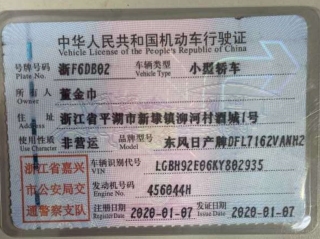 中华人民共和国机动车行驶证
Vehicle License of the People's Republic of China
号牌号码 浙F6DB02 车辆类型 小型轿车
Plate No. Vehicle Type
所有人 董金巾
Owner
住址 浙江省平湖市新埭镇柳河村酒城1号
Address
使用性质 非营运 品牌型号 东风日产牌DFL7162VANH2
Use Character Model
浙江省嘉兴
市公安局交
通警察支队
车辆识别代号 LGBH92E06KY802935
VIN
发动机号码 456044H
Engine No.
注册日期 2020-01-07 发证日期 2020-01-07
Register Date Issue Date